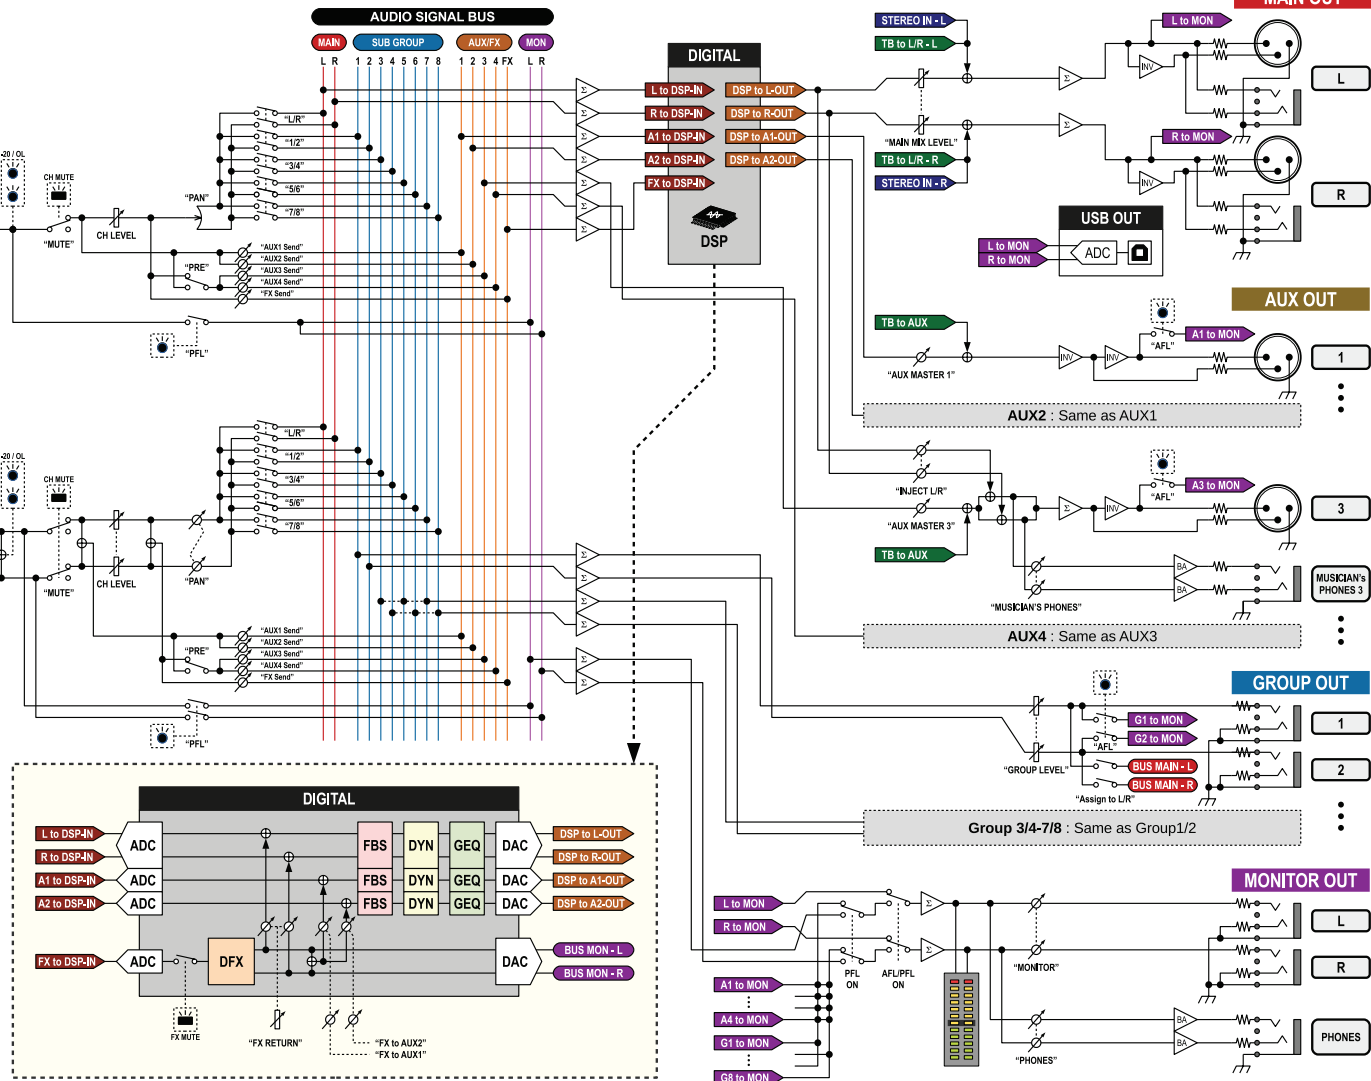 AUDIO SIGNAL BUS
MAIN
SUB GROUP
AUX/FX
MON
L R
1 2 3 4 5 6 7 8
1 2 3 4 FX
L R
-20 / OL
CH MUTE
"MUTE"
CH LEVEL
"PAN"
"L/R"
"1/2"
"3/4"
"5/6"
"7/8"
"PRE"
"AUX1 Send"
"AUX2 Send"
"AUX3 Send"
"AUX4 Send"
"FX Send"
"PFL"
-20 / OL
CH MUTE
"MUTE"
CH LEVEL
"PAN"
"L/R"
"1/2"
"3/4"
"5/6"
"7/8"
"PRE"
"AUX1 Send"
"AUX2 Send"
"AUX3 Send"
"AUX4 Send"
"FX Send"
"PFL"
Σ
Σ
Σ
Σ
Σ
Σ
Σ
Σ
Σ
Σ
Σ
Σ
Σ
DIGITAL
L to DSP-IN
R to DSP-IN
A1 to DSP-IN
A2 to DSP-IN
FX to DSP-IN
DSP to L-OUT
DSP to R-OUT
DSP to A1-OUT
DSP to A2-OUT
DSP
MAIN OUT
STEREO IN - L
TB to L/R - L
"MAIN MIX LEVEL"
TB to L/R - R
STEREO IN - R
Σ
Σ
L to MON
INV
L
R to MON
INV
R
USB OUT
L to MON
R to MON
ADC
AUX OUT
TB to AUX
"AUX MASTER 1"
INV
INV
"AFL"
A1 to MON
1
AUX2 : Same as AUX1
"INJECT L/R"
"AUX MASTER 3"
TB to AUX
Σ
INV
"AFL"
A3 to MON
3
"MUSICIAN'S PHONES"
BA
BA
MUSICIAN's
PHONES 3
AUX4 : Same as AUX3
GROUP OUT
"GROUP LEVEL"
"AFL"
G1 to MON
G2 to MON
BUS MAIN - L
BUS MAIN - R
"Assign to L/R"
1
2
Group 3/4-7/8 : Same as Group1/2
MONITOR OUT
L to MON
R to MON
A1 to MON
A4 to MON
G1 to MON
G8 to MON
PFL
ON
AFL/PFL
ON
Σ
Σ
"MONITOR"
"PHONES"
BA
BA
L
R
PHONES
DIGITAL
L to DSP-IN
R to DSP-IN
A1 to DSP-IN
A2 to DSP-IN
FX to DSP-IN
ADC
ADC
ADC
ADC
DFX
FBS DYN GEQ
FBS DYN GEQ
FBS DYN GEQ
DAC
DAC
DAC
DAC
DSP to L-OUT
DSP to R-OUT
DSP to A1-OUT
DSP to A2-OUT
BUS MON - L
BUS MON - R
FX MUTE
"FX RETURN"
"FX to AUX2"
"FX to AUX1"